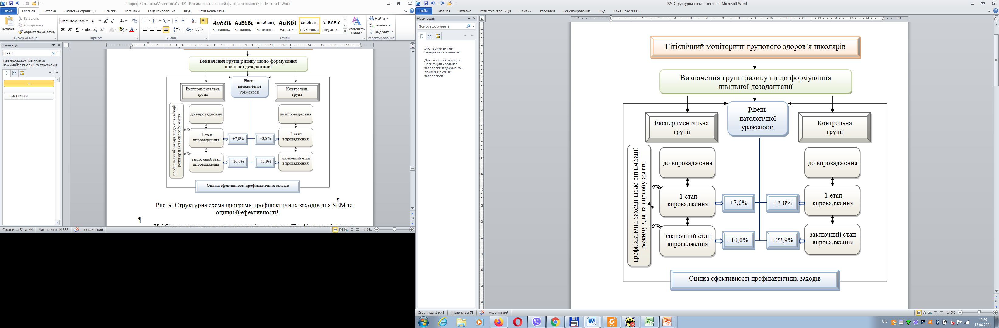 автореф_СотніковаМелешкіна170421 [Режим ограниченной функциональности] - Microsoft Word
Файл Главная Вставка Разметка страницы Ссылки Рассылки Рецензирование Вид Foxit Reader PDF
Вставить
Вырезать
Копировать
Формат по образцу
Буфер обмена
Times New Rom 14
Шрифт
Абзац
АаБбВ АаБбВв АаБбВвГг, АаБбВ АаБбВвГг, АаБбВвІ
Заголово... Заголово... Заголово... Название ¶ Обычный Подзагол...
Стили
Изменить
стили
Найти
Заменить
Выделить
Редактирование
Навигация
особи
Для продолжения поиска
нажимайте кнопки со стрелками
ВИСНОВКИ
Визначення групи ризику щодо формування
шкільної дезадаптації
Експериментальна
група
Рівень
патологічної
ураженості
Контрольна
група
профілактичні заходи щодо оптимізації
режиму дня та способу життя
до впровадження
до впровадження
1 етап
впровадження
+7,0%
+3,8%
1 етап
впровадження
заключний етап
впровадження
-10,0%
-22,9%
заключний етап
впровадження
Оцінка ефективності профілактичних заходів
¶
Рис. 9. Структурна схема програми профілактичних заходів для SEM та
оцінки її ефективності¶
¶
Страница: 34 из 44 Число слов: 14 557 украинский 110%
224 Структурна схема светлее - Microsoft Word
Файл Главная Вставка Разметка страницы Ссылки Рассылки Рецензирование Вид Foxit Reader PDF
Навигация
Поиск в документе
Этот документ не
содержит заголовков.
Для создания вкладок
навигации создайте
заголовки в документе,
применив стили
заголовков.
Гігієнічний моніторинг групового здоров’я школярів
Визначення групи ризику щодо формування
шкільної дезадаптації
Експериментальна
група
Рівень
патологічної
ураженості
Контрольна
група
профілактичні заходи щодо оптимізації
режиму дня та способу життя
до впровадження
до впровадження
1 етап
впровадження
+7,0%
+3,8%
1 етап
впровадження
заключний етап
впровадження
-10,0%
+22,9%
заключний етап
впровадження
Оцінка ефективності профілактичних заходів
Страница: 1 из 3 Число слов: 75 украинский 140%
UK
10:29
17.04.2021